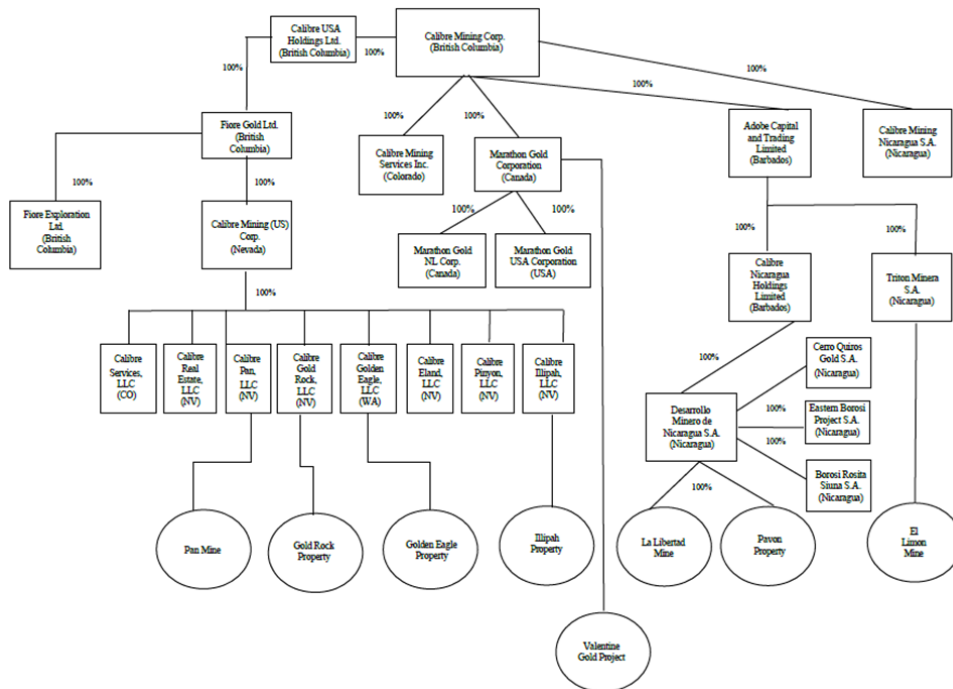 Calibre USA
Holdings Ltd.
(British Columbia)
100%
Calibre Mining Corp.
(British Columbia)
100%
100%
100%
100%
100%
Fiore Gold Ltd.
(British
Columbia)
Calibre Mining
Services Inc.
(Colorado)
Marathon Gold
Corporation
(Canada)
Adobe Capital
and Trading
Limited
(Barbados)
Calibre Mining
Nicaragua S.A.
(Nicaragua)
100%
100%
100%
100%
100%
100%
Fiore Exploration
Ltd.
(British
Columbia)
Calibre Mining (US)
Corp.
(Nevada)
Marathon Gold
NL Corp.
(Canada)
Marathon Gold
USA Corporation
(USA)
Calibre
Nicaragua
Holdings
Limited
(Barbados)
Triton Minera
S.A.
(Nicaragua)
100%
Calibre
Services,
LLC
(CO)
Calibre
Real
Estate,
LLC
(NV)
Calibre
Pan,
LLC
(NV)
Calibre
Gold
Rock,
LLC
(NV)
Calibre
Golden
Eagle,
LLC
(WA)
Calibre
Eland,
LLC
(NV)
Calibre
Pinyon,
LLC
(NV)
Calibre
Illipah,
LLC
(NV)
100%
Cerro Quiros
Gold S.A.
(Nicaragua)
Desarrollo
Minero de
Nicaragua S.A.
(Nicaragua)
100%
Eastern Borosi
Project S.A.
(Nicaragua)
100%
Borosi Rosita
Siuna S.A.
(Nicaragua)
100%
Pan Mine
Gold Rock
Property
Golden Eagle
Property
Illipah
Property
La Libertad
Mine
Pavon
Property
El
Limon
Mine
Valentine
Gold Project